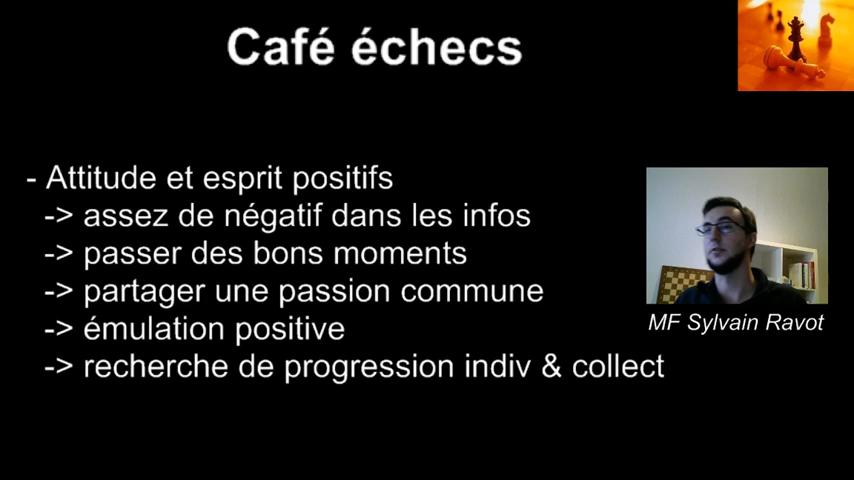 Café échecs
- Attitude et esprit positifs
-> assez de négatif dans les infos
-> passer des bons moments
-> partager une passion commune
-> émulation positive
-> recherche de progression indiv & collect
MF Sylvain Ravot